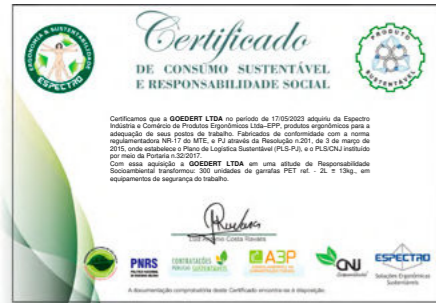 ERGONOMIA & SUSTENTABILIDADE
ESPECTRO
Certificado
DE CONSUMO SUSTENTÁVEL
E RESPONSABILIDADE SOCIAL
PRODUTO
SUSTENTÁVEL
Certificamos que a GOEDERT LTDA no período de 17/05/2023 adquiriu da Espectro
Indústria e Comércio de Produtos Ergonômicos Ltda–EPP, produtos ergonômicos para a
adequação de seus postos de trabalho. Fabricados de conformidade com a norma
regulamentadora NR-17 do MTE, e PJ através da Resolução n.201, de 3 de março de
2015, onde estabelece o Plano de Logística Sustentável (PLS-PJ), e o PLS/CNJ instituído
por meio da Portaria n.32/2017.
Com essa aquisição a GOEDERT LTDA em uma atitude de Responsabilidade
Socioambiental transformou: 300 unidades de garrafas PET ref. - 2L = 13kg., em
equipamentos de segurança do trabalho.
Costa Ravara
PNRS
CONTRATAÇÕES
PÚBLICAS SUSTENTÁVEIS
A3P
CNJ
ESPECTRO
Soluções Ergonômicas
Sustentáveis
A documentação comprobatória deste Certificado encontra-se à disposição.